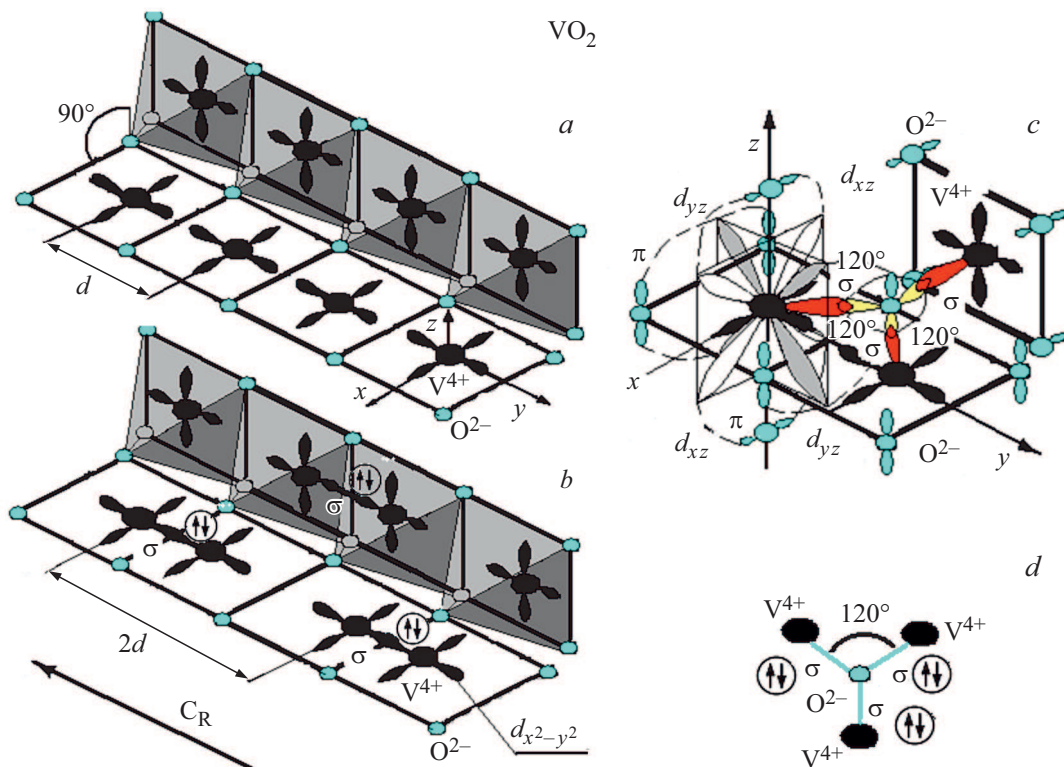 VO2
a
90°
d
z
V4+
x
y
O2–
b
σ
σ
2d
σ
V4+
CR
O2–
dx2–y2
c
z
O2–
dxz
V4+
dyz
π
120°
σ
σ
120°
120°
σ
x
π
dxz
dyz
O2–
y
d
V4+
120°
V4+
σ
σ
O2–
σ
V4+